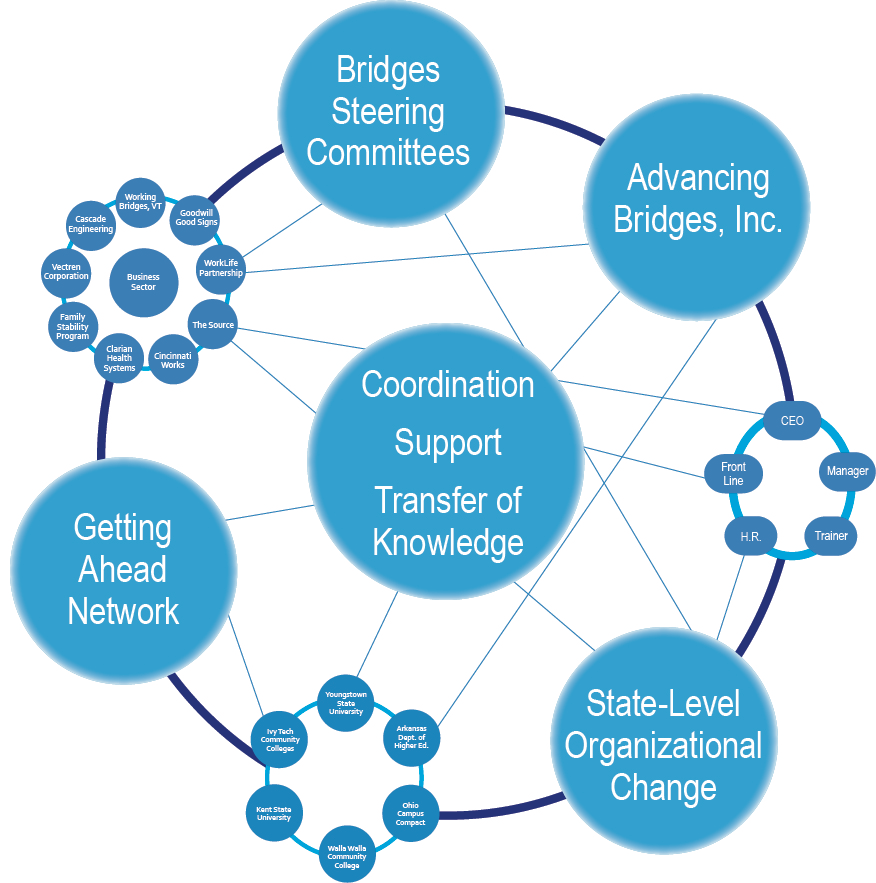 Bridges
Steering
Committees
Advancing
Bridges, Inc.
Working
Bridges, VT
Goodwill
Good Signs
Cascade
Engineering
WorkLife
Partnership
Vectren
Corporation
Business
Sector
Family
Stability
Program
The Source
Clarian
Health
Systems
Cincinnati
Works
Coordination
Support
Transfer of
Knowledge
CEO
Front
Line
Manager
H.R.
Trainer
Getting
Ahead
Network
State-Level
Organizational
Change
Youngstown
State
University
Ivy Tech
Community
Colleges
Arkansas
Dept. of
Higher Ed.
Kent State
University
Ohio
Campus
Compact
Walla Walla
Community
College